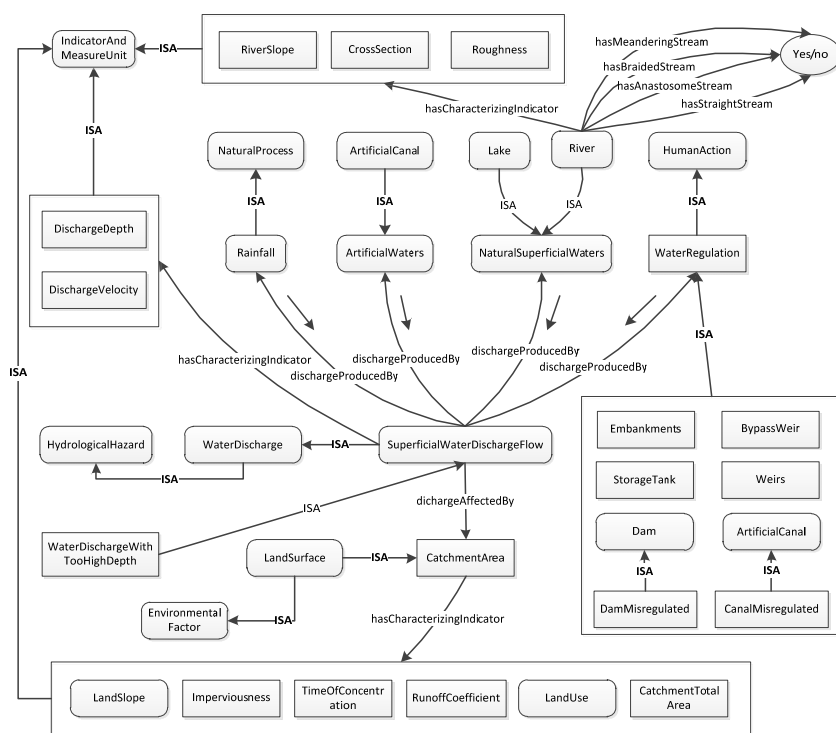 IndicatorAnd
MeasureUnit
ISA
RiverSlope
CrossSection
Roughness
hasMeanderingStream
hasBraidedStream
hasAnastosomeStream
hasStraightStream
Yes/no
hasCharacterizingIndicator
ISA
NaturalProcess
ArtificialCanal
Lake
River
HumanAction
ISA
ISA
ISA
ISA
ISA
DischargeDepth
DischargeVelocity
Rainfall
ArtificialWaters
NaturalSuperficialWaters
WaterRegulation
ISA
hasCharacterizingIndicator
dischargeProducedBy
dischargeProducedBy
dischargeProducedBy
dischargeProducedBy
ISA
HydrologicalHazard
WaterDischarge
ISA
SuperficialWaterDischargeFlow
ISA
Embankments
BypassWeir
StorageTank
Weirs
Dam
ArtificialCanal
ISA
ISA
DamMisregulated
CanalMisregulated
ISA
dichargeAffectedBy
WaterDischargeWith
TooHighDepth
LandSurface
ISA
CatchmentArea
Environmental
Factor
ISA
hasCharacterizingIndicator
LandSlope
Imperviousness
TimeOfConcentr
ation
RunoffCoefficient
LandUse
CatchmentTotal
Area